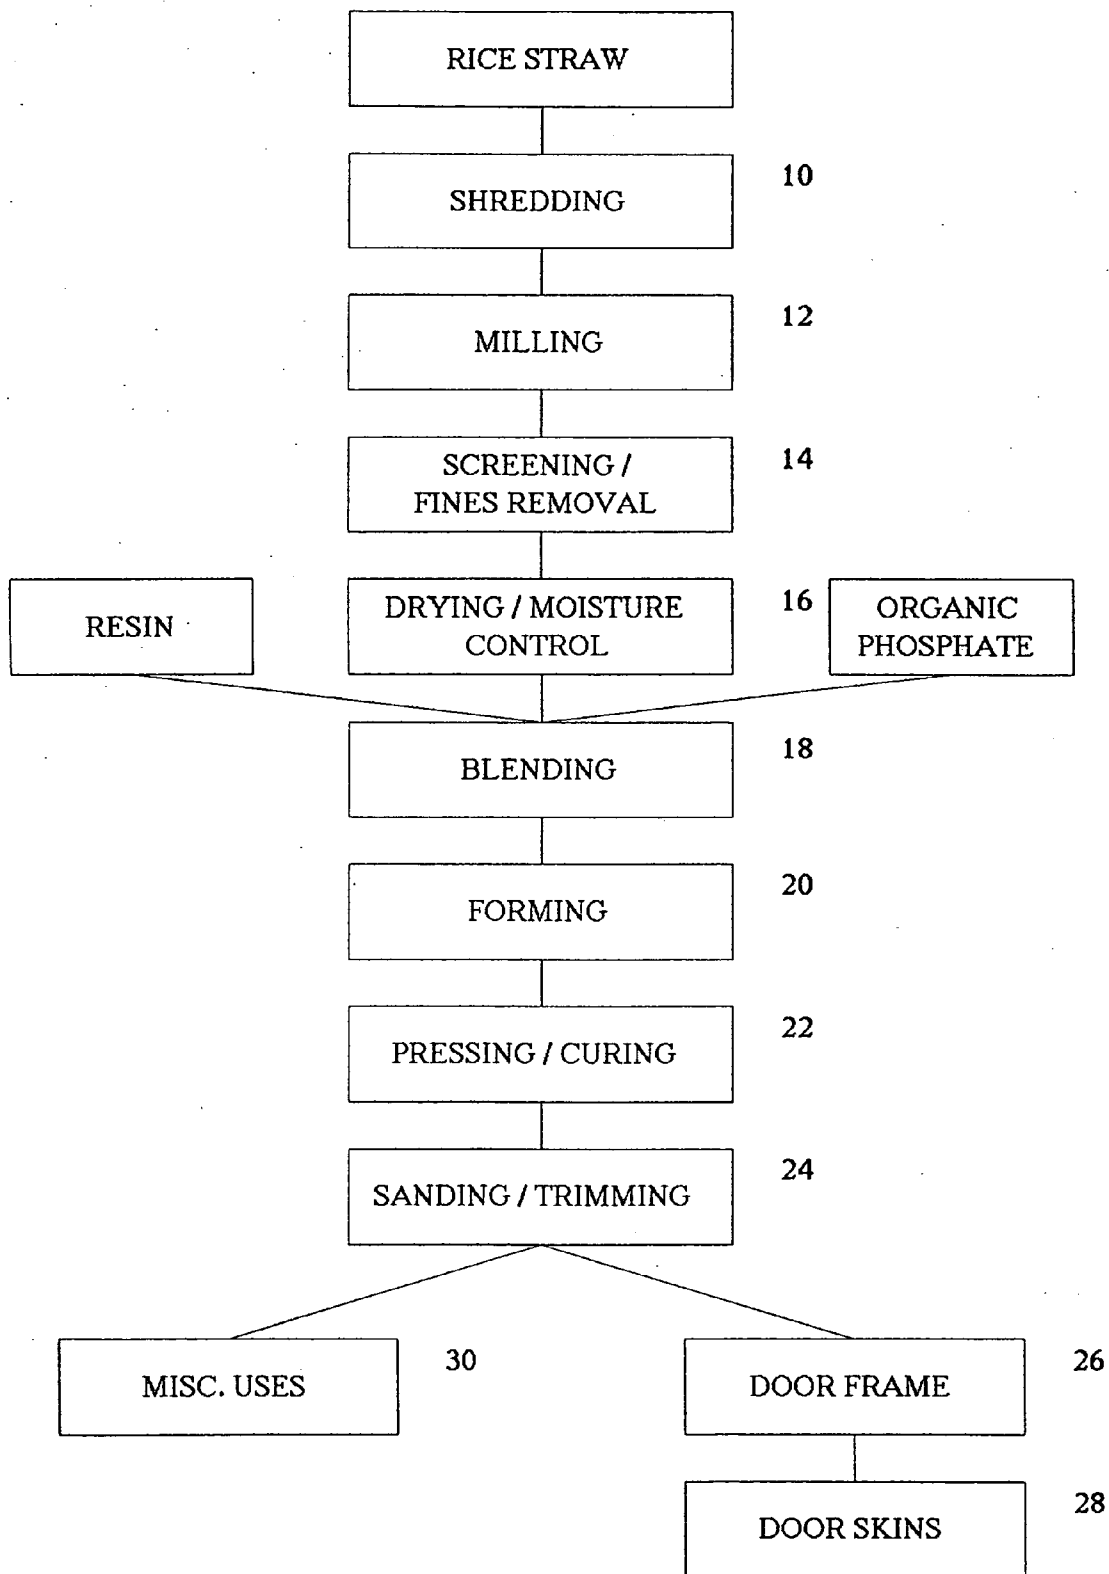 RICE STRAW
10
SHREDDING
12
MILLING
14
SCREENING /
FINES REMOVAL
RESIN
DRYING / MOISTURE
CONTROL
16
ORGANIC
PHOSPHATE
18
BLENDING
20
FORMING
22
PRESSING / CURING
24
SANDING / TRIMMING
MISC. USES
30
DOOR FRAME
26
DOOR SKINS
28